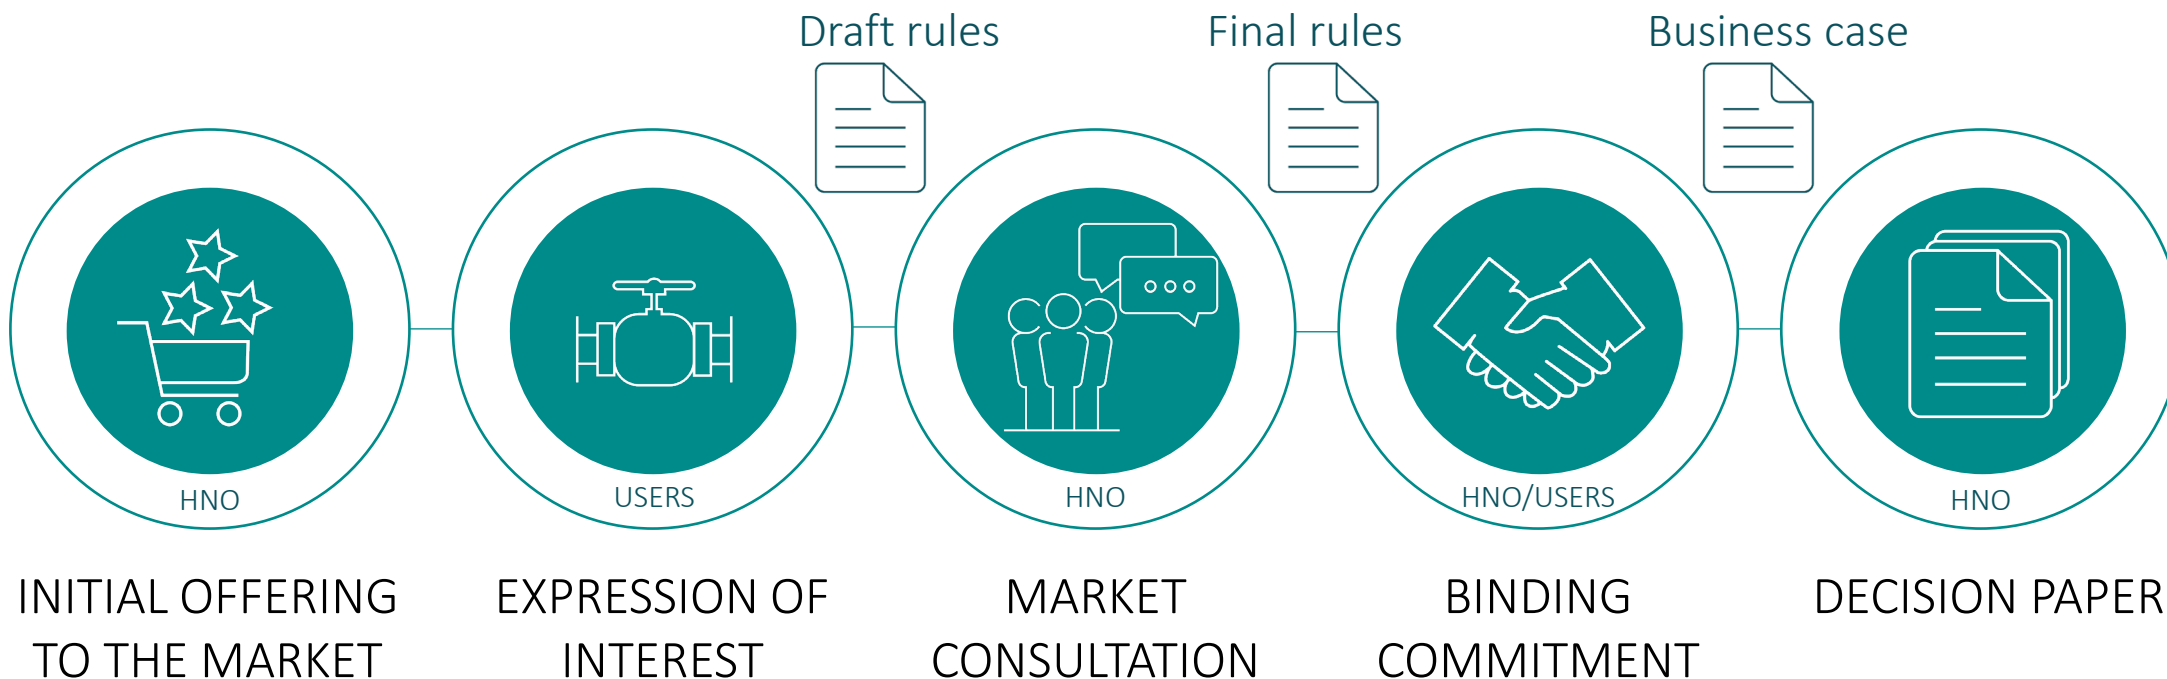 Draft rules
Final rules
Business case
HNO
USERS
HNO
HNO/USERS
HNO
INITIAL OFFERING
TO THE MARKET
EXPRESSION OF
INTEREST
MARKET
CONSULTATION
BINDING
COMMITMENT
DECISION PAPER